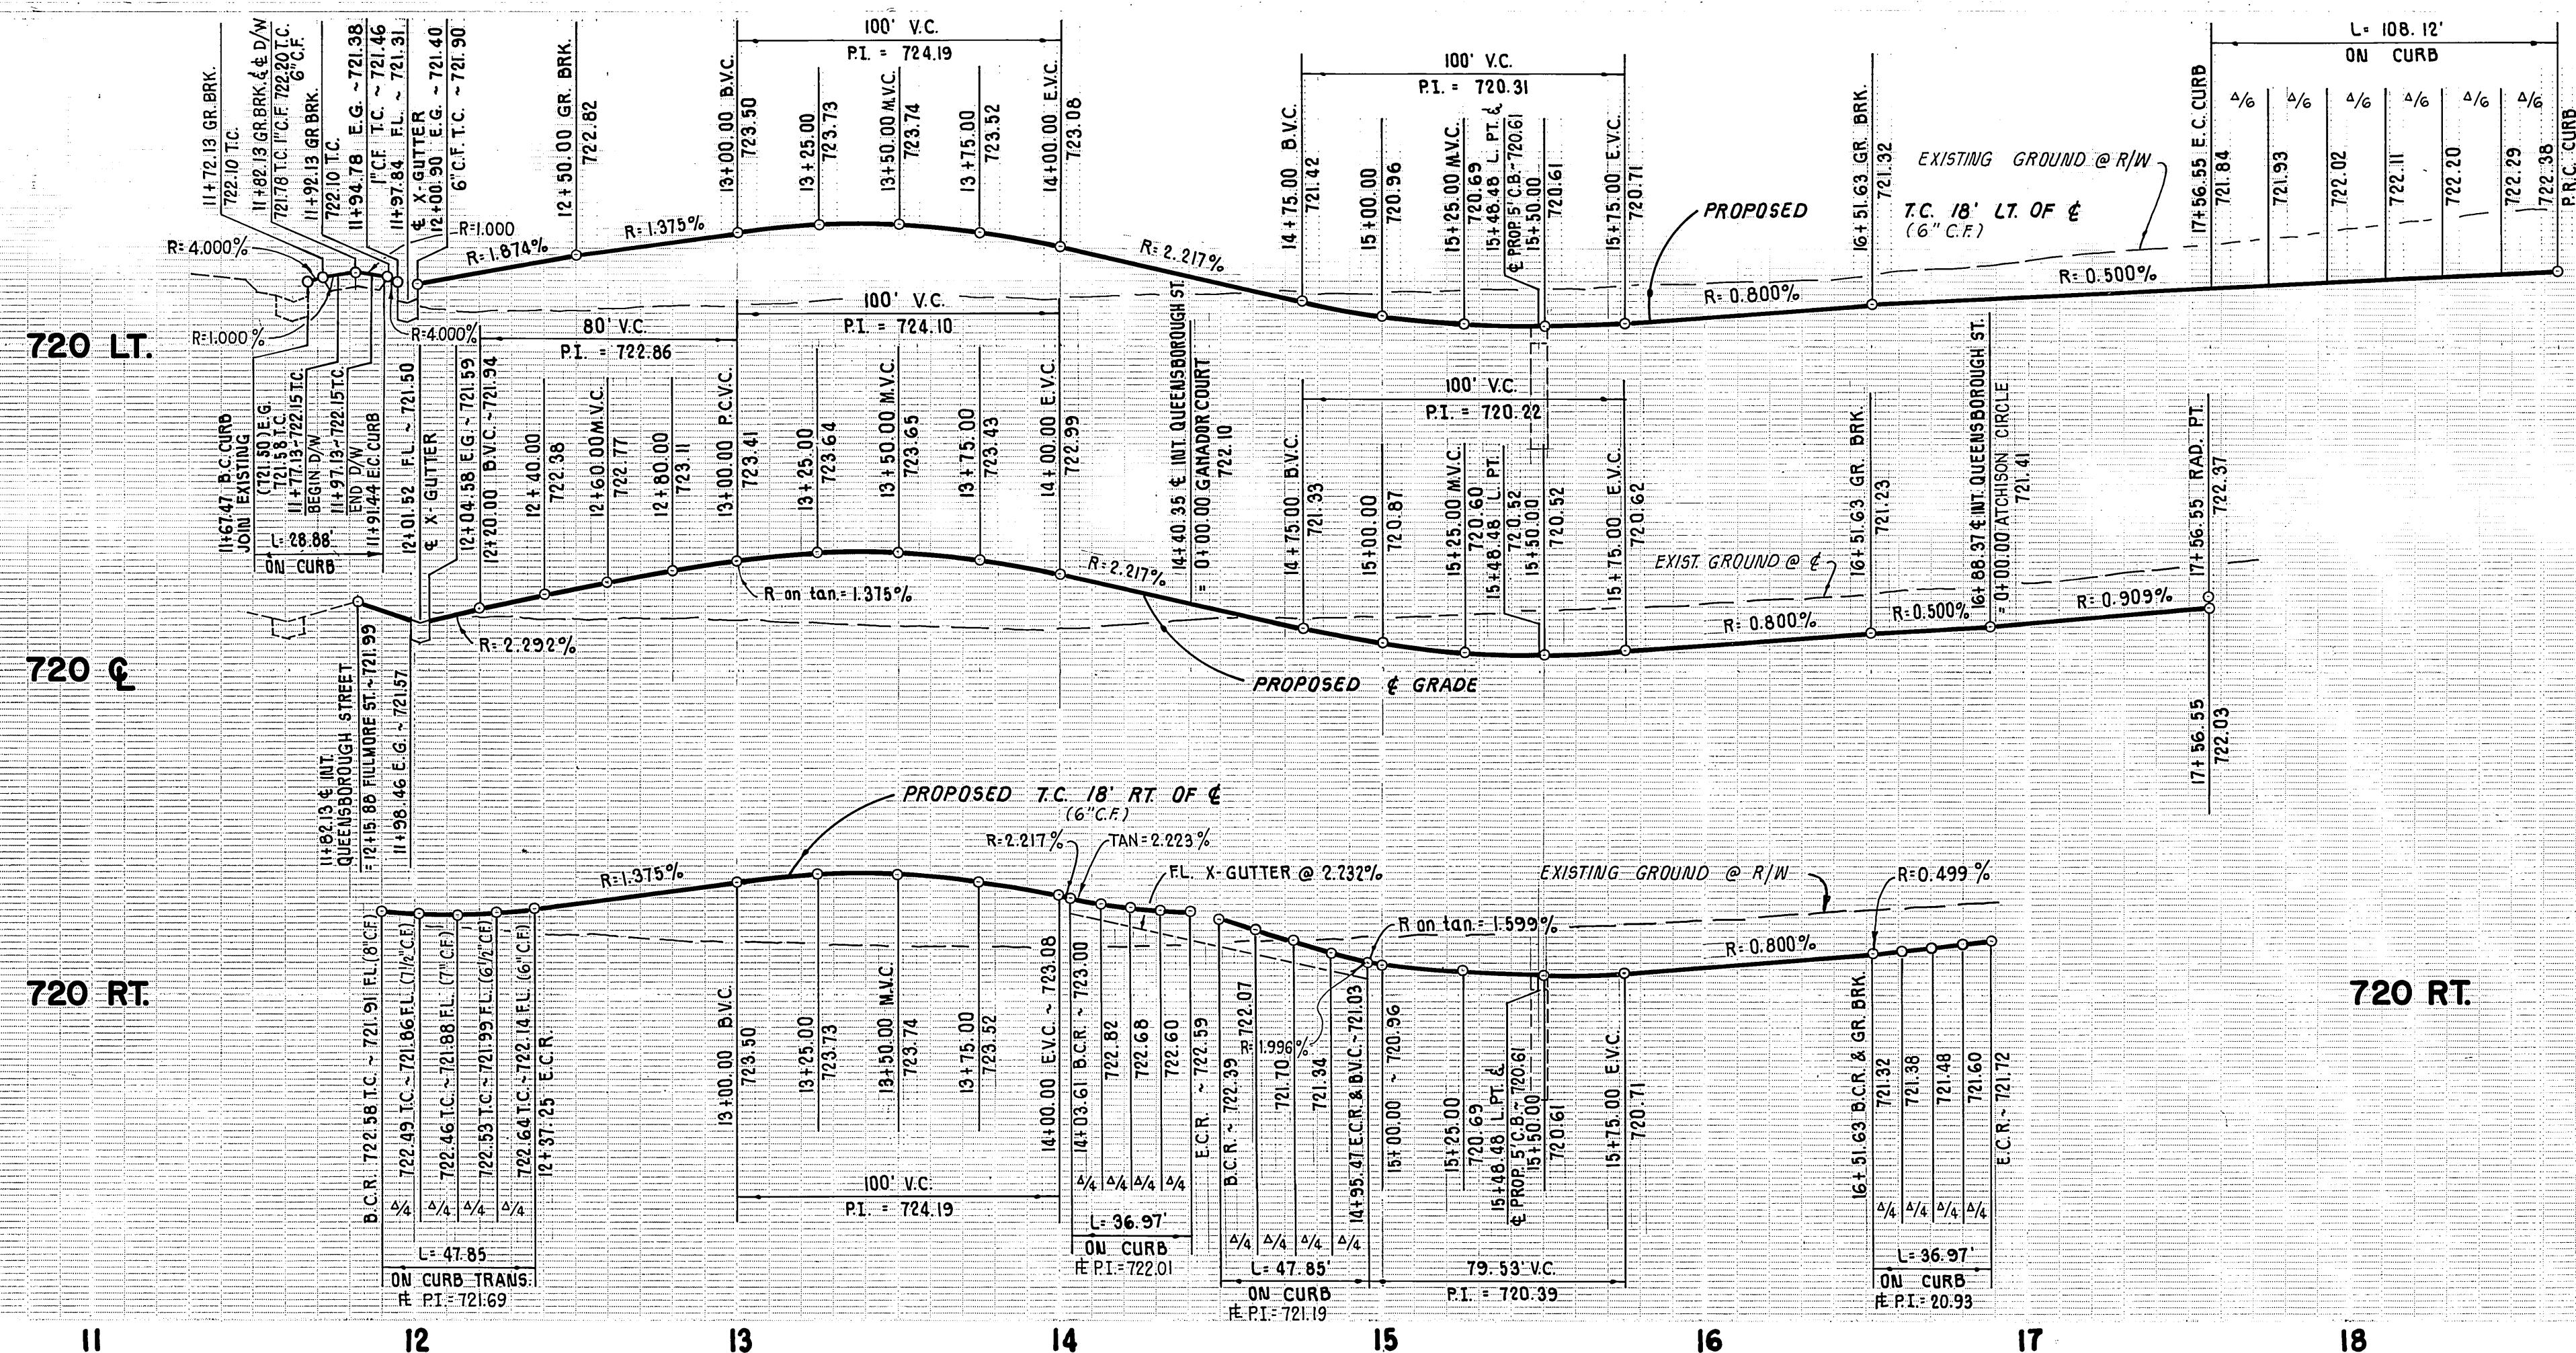 11+72.13 GR. BRK.
722.10 T.C.
11+82.13 GR.BRK.& ℄ D/W
721.78 T.C. 1"C.F. 722.20 T.C.
6"C.F.
11+92.13 GR BRK.
722.10 T.C.
11+94.78 E.G. ~ 721.38
1"C.F. T.C. ~ 721.46
11+97.84 F.L. ~ 721.31
℄ X-GUTTER
12+00.90 E.G. ~ 721.40
6"C.F. T.C. ~ 721.90
12+50.00 GR. BRK.
722.82
13+00.00 B.V.C.
723.50
100' V.C.
P.I. = 724.19
13+25.00
723.73
13+50.00 M.V.C.
723.74
13+75.00
723.52
14+00.00 E.V.C.
723.08
14+75.00 B.V.C.
721.42
100' V.C.
P.I. = 720.31
15+00.00
720.96
15+25.00 M.V.C.
720.69
15+48.48 L. PT. &
℄ PROP. 5' C.B.~720.61
15+50.00
720.61
15+75.00 E.V.C.
720.71
16+51.63 GR. BRK.
721.32
EXISTING GROUND @ R/W
PROPOSED T.C. 18' LT. OF ℄
(6" C.F.)
17+56.55 E.C. CURB
721.84
L= 108.12'
ON CURB
Δ/6 Δ/6 Δ/6 Δ/6 Δ/6 Δ/6
721.93
722.02
722.11
722.20
722.29
722.38
P.R.C. CURB
R=4.000%
R=1.000
R=1.874%
R=1.375%
R=2.217%
R=0.800%
R=0.500%
R=1.000%
R=4.000%
720 LT.
11+67.47 B.C. CURB
JOIN EXISTING
(721.50) E.G.
721.58 T.C.
11+77.13~722.15 T.C.
BEGIN D/W
11+97.13~722.15 T.C.
END D/W
11+91.44 E.C CURB
L= 28.88'
ON CURB
12+01.52 F.L. ~ 721.50
℄ X-GUTTER
12+04.58 E.G. ~ 721.59
12+20.00 B.V.C. ~ 721.94
80' V.C.
P.I. = 722.86
12+40.00
722.38
12+60.00 M.V.C.
722.77
12+80.00
723.11
13+00.00 P.C.V.C.
723.41
100' V.C.
P.I. = 724.10
13+25.00
723.64
13+50.00 M.V.C.
723.65
13+75.00
723.43
14+00.00 E.V.C.
722.99
14+40.35 ℄ INT. QUEENSBOROUGH ST.
= 0+00.00 GANADOR COURT
722.10
14+75.00 B.V.C.
721.33
100' V.C.
P.I. = 720.22
15+00.00
720.87
15+25.00 M.V.C.
720.60
15+48.48 L. PT.
720.52
15+50.00
720.52
15+75.00 E.V.C.
720.62
EXIST. GROUND @ ℄
16+51.63 GR. BRK.
721.23
16+88.37 ℄ INT. QUEENSBOROUGH ST.
= 0+00.00 ATCHISON CIRCLE
721.41
17+56.55 RAD. PT.
722.37
R on tan.= 1.375%
R= 2.292%
R=2.217%
R= 0.800%
R=0.500%
R= 0.909%
PROPOSED ℄ GRADE
720 ℄
11+82.13 ℄ INT.
QUEENSBOROUGH STREET
= 12+15.88 FILLMORE ST. ~ 721.99
11+98.46 E.G. ~ 721.57
17+56.55
722.03
PROPOSED T.C. 18' RT. OF ℄
(6"C.F.)
R=1.375%
R=2.217%
TAN=2.223%
F.L. X-GUTTER @ 2.232%
R on tan.= 1.599%
EXISTING GROUND @ R/W
R=0.499%
R=0.800%
R=1.996%
720 RT.
720 RT.
B.C.R. 722.58 T.C. ~ 721.91 F.L.(8"C.F.)
722.49 T.C.~721.86 F.L. (7½"C.F.)
722.46 T.C.~721.88 F.L. (7"C.F.)
722.53 T.C.~721.99 F.L. (6½"C.F.)
722.64 T.C.~722.14 F.L. (6"C.F.)
12+37.25 E.C.R.
Δ/4 Δ/4 Δ/4 Δ/4
L= 47.85
ON CURB TRANS.
P.I.=721.69
13+00.00 B.V.C.
723.50
13+25.00
723.73
13+50.00 M.V.C.
723.74
13+75.00
723.52
14+00.00 E.V.C. ~ 723.08
100' V.C.
P.I. = 724.19
14+03.61 B.C.R. ~ 723.00
722.82
722.68
722.60
E.C.R. ~ 722.59
Δ/4 Δ/4 Δ/4 Δ/4
L= 36.97'
ON CURB
P.I.=722.01
B.C.R. ~ 722.39
722.07
721.70
721.34
14+95.47 E.C.R. & B.V.C.~721.03
Δ/4 Δ/4 Δ/4 Δ/4
L= 47.85'
ON CURB
P.I.=721.19
15+00.00 ~ 720.96
15+25.00
720.69
15+48.48 L.PT. &
℄ PROP. 5' C.B. ~ 720.61
15+50.00
720.61
15+75.00 E.V.C.
720.71
79.53' V.C.
P.I. = 720.39
16+51.63 B.C.R. & GR. BRK.
721.32
721.38
721.48
721.60
E.C.R.~ 721.72
Δ/4 Δ/4 Δ/4 Δ/4
L=36.97'
ON CURB
P.I.= 20.93
11 12 13 14 15 16 17 18